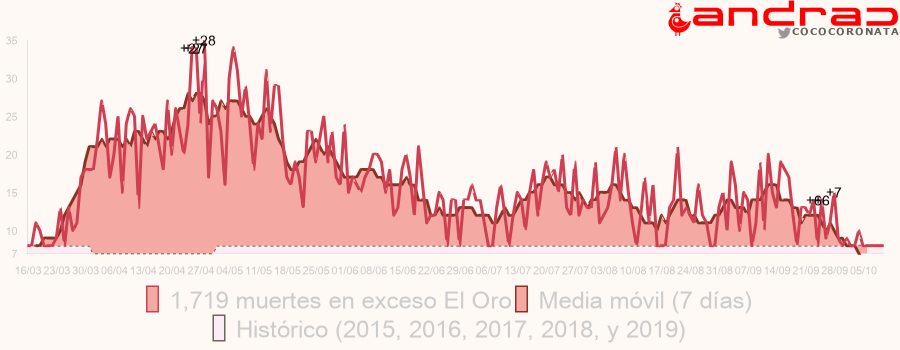 andrac
COCOCORONATA
35
30
25
20
15
10
7
+28
+27
+66
+7
16/03 23/03 30/03 06/04 13/04 20/04 27/04 04/05 11/05 18/05 25/05 01/06 08/06 15/06 22/06 29/06 06/07 13/07 20/07 27/07 03/08 10/08 17/08 24/08 31/08 07/09 14/09 21/09 28/09 05/10
1,719 muertes en exceso El Oro Media móvil (7 días)
Histórico (2015, 2016, 2017, 2018, y 2019)